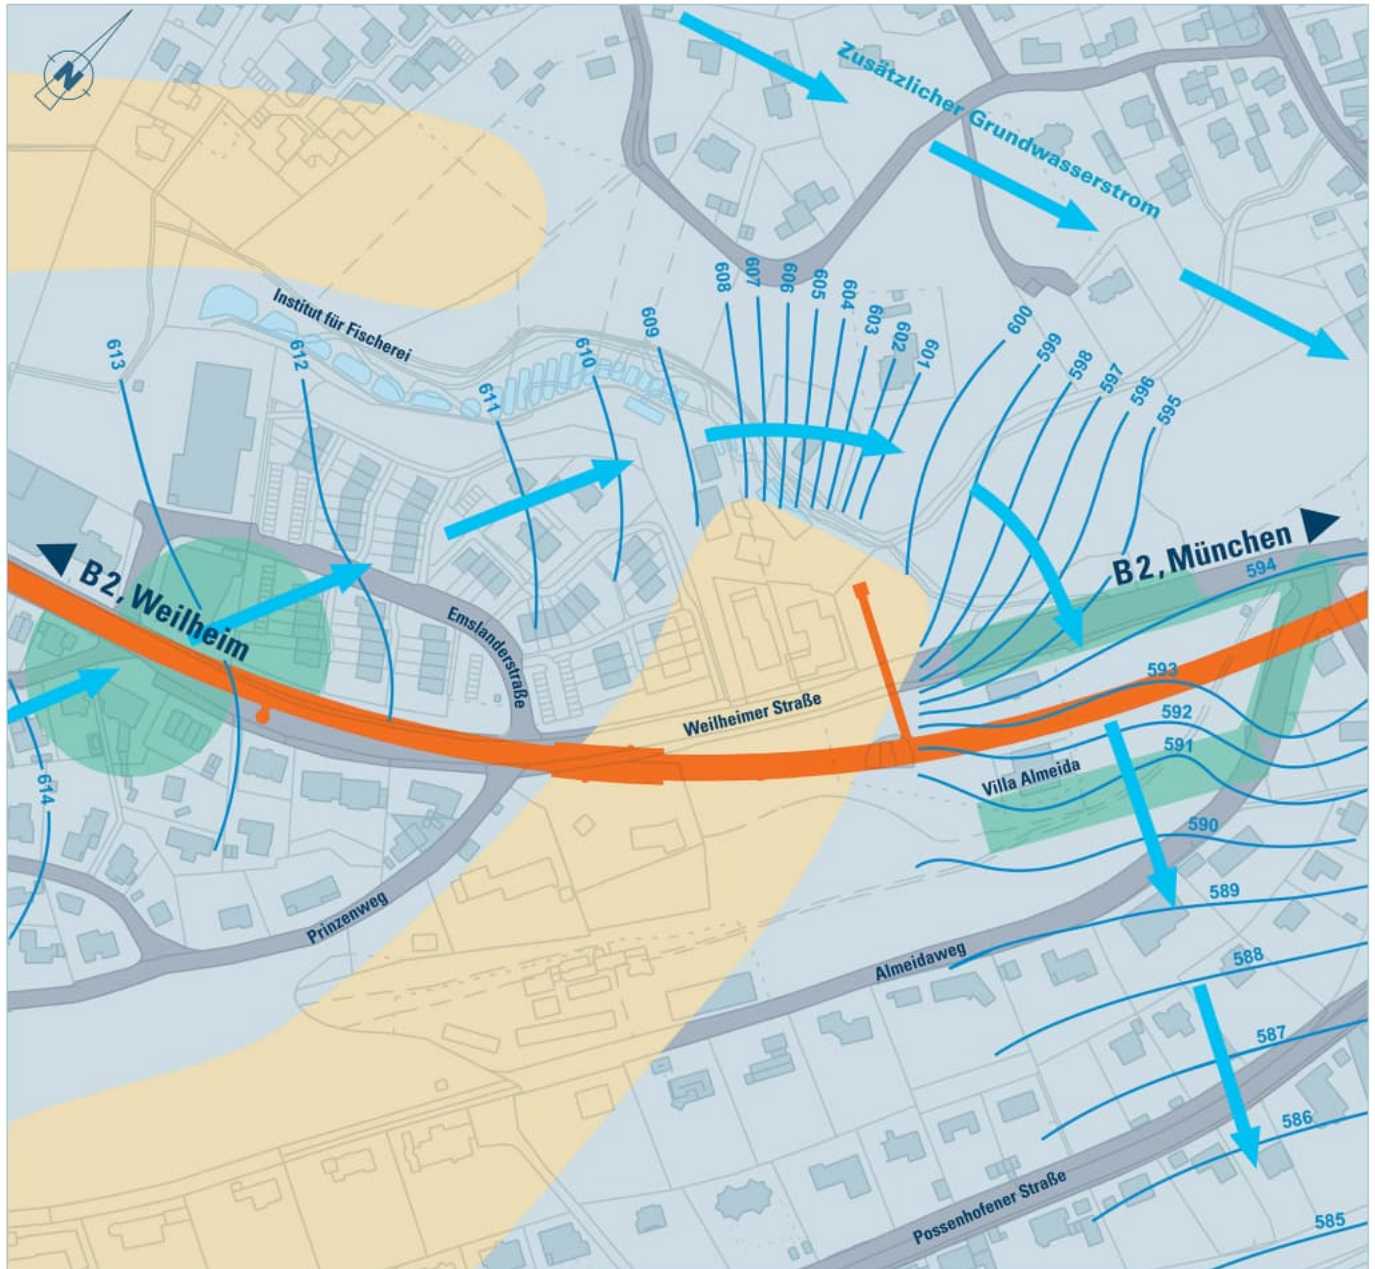 N
Zusätzlicher Grundwasserstrom
608
607
606
605
604
603
602
601
600
599
598
597
596
595
609
610
611
612
613
Institut für Fischerei
B2, München
594
B2, Weilheim
Emslanderstraße
Weilheimer Straße
593
592
591
Villa Almeida
614
590
589
Prinzenweg
Almeidaweg
588
587
586
Possenhofener Straße
585